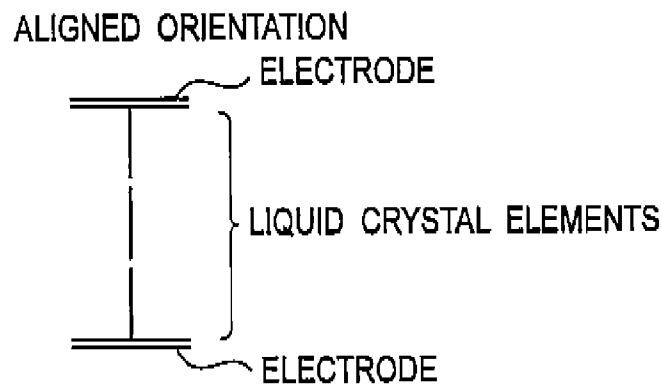 ALIGNED ORIENTATION
ELECTRODE
LIQUID CRYSTAL ELEMENTS
ELECTRODE